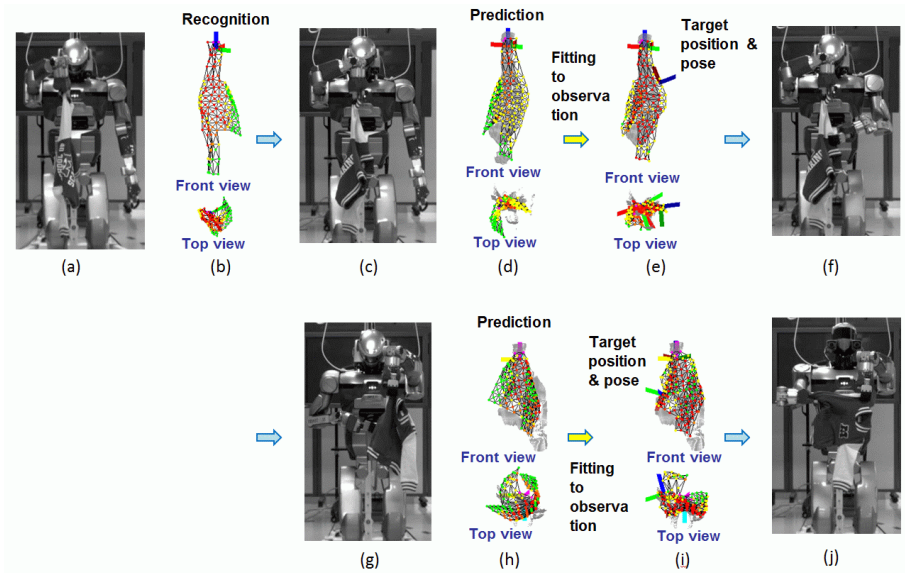 Recognition
Prediction
Target
position &
pose
Fitting
to
observa
tion
Front view
Front view
Front view
Top view
Top view
Top view
(a)
(b)
(c)
(d)
(e)
(f)
Prediction
Target
position
& pose
Front view
Front view
Fitting
to
observa
tion
Top view
Top view
(g)
(h)
(i)
(j)